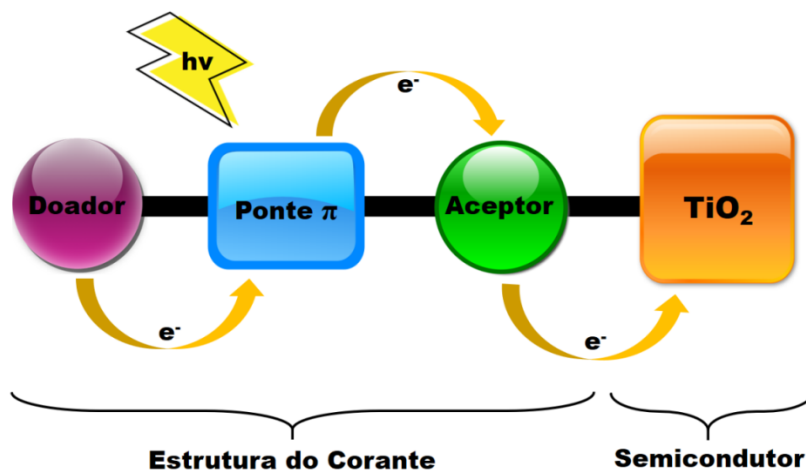 hv
e-
Doador
Ponte π
Aceptor
TiO₂
e-
e-
Estrutura do Corante
Semicondutor